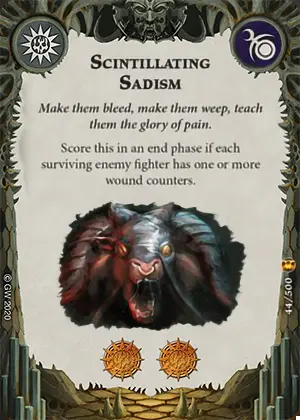 SCINTILLATING
SADISM
Make them bleed, make them weep, teach
them the glory of pain.
Score this in an end phase if each
surviving enemy fighter has one or more
wound counters.
© GW 2020
44/500